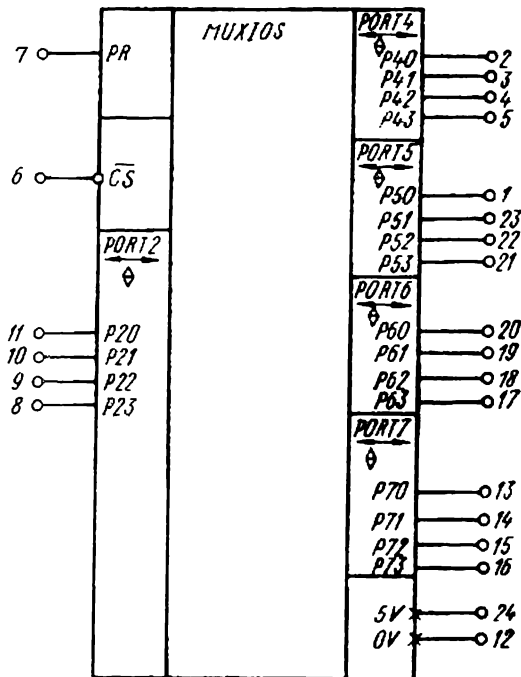 MUXIOS
7 PR
6 CS
PORT2
11 P20
10 P21
9 P22
8 P23
PORT4
P40 2
P41 3
P42 4
P43 5
PORT5
P50 1
P51 23
P52 22
P53 21
PORT6
P60 20
P61 19
P62 18
P63 17
PORT7
P70 13
P71 14
P72 15
P73 16
5V 24
0V 12